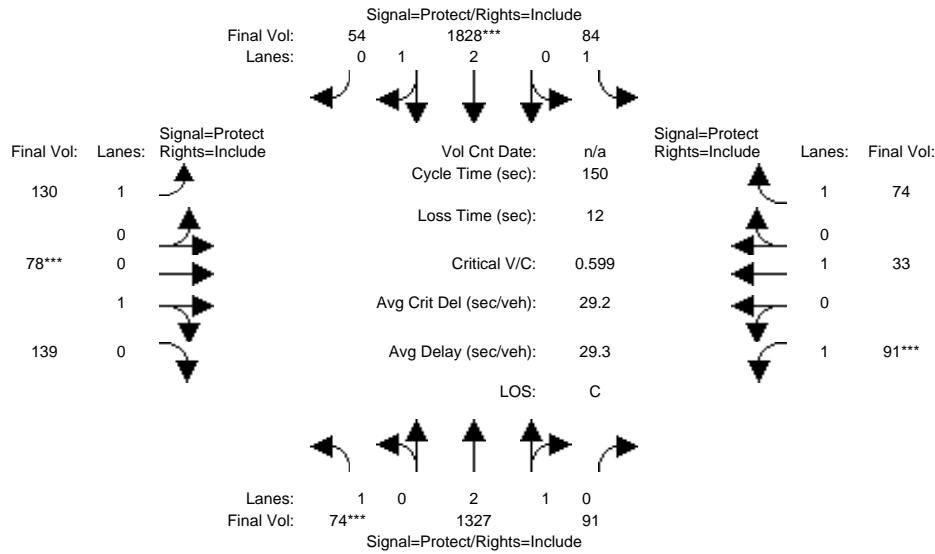 Signal=Protect/Rights=Include
Final Vol: 54 1828*** 84
Lanes: 0 1 2 0 1
Signal=Protect
Final Vol: Lanes: Rights=Include
Vol Cnt Date: n/a
Signal=Protect
Rights=Include Lanes: Final Vol:
Cycle Time (sec): 150
130 1
1 74
Loss Time (sec): 12
0
0
78*** 0
Critical V/C: 0.599
1 33
1
Avg Crit Del (sec/veh): 29.2
0
139 0
Avg Delay (sec/veh): 29.3
1 91***
LOS: C
Lanes: 1 0 2 1 0
Final Vol: 74*** 1327 91
Signal=Protect/Rights=Include